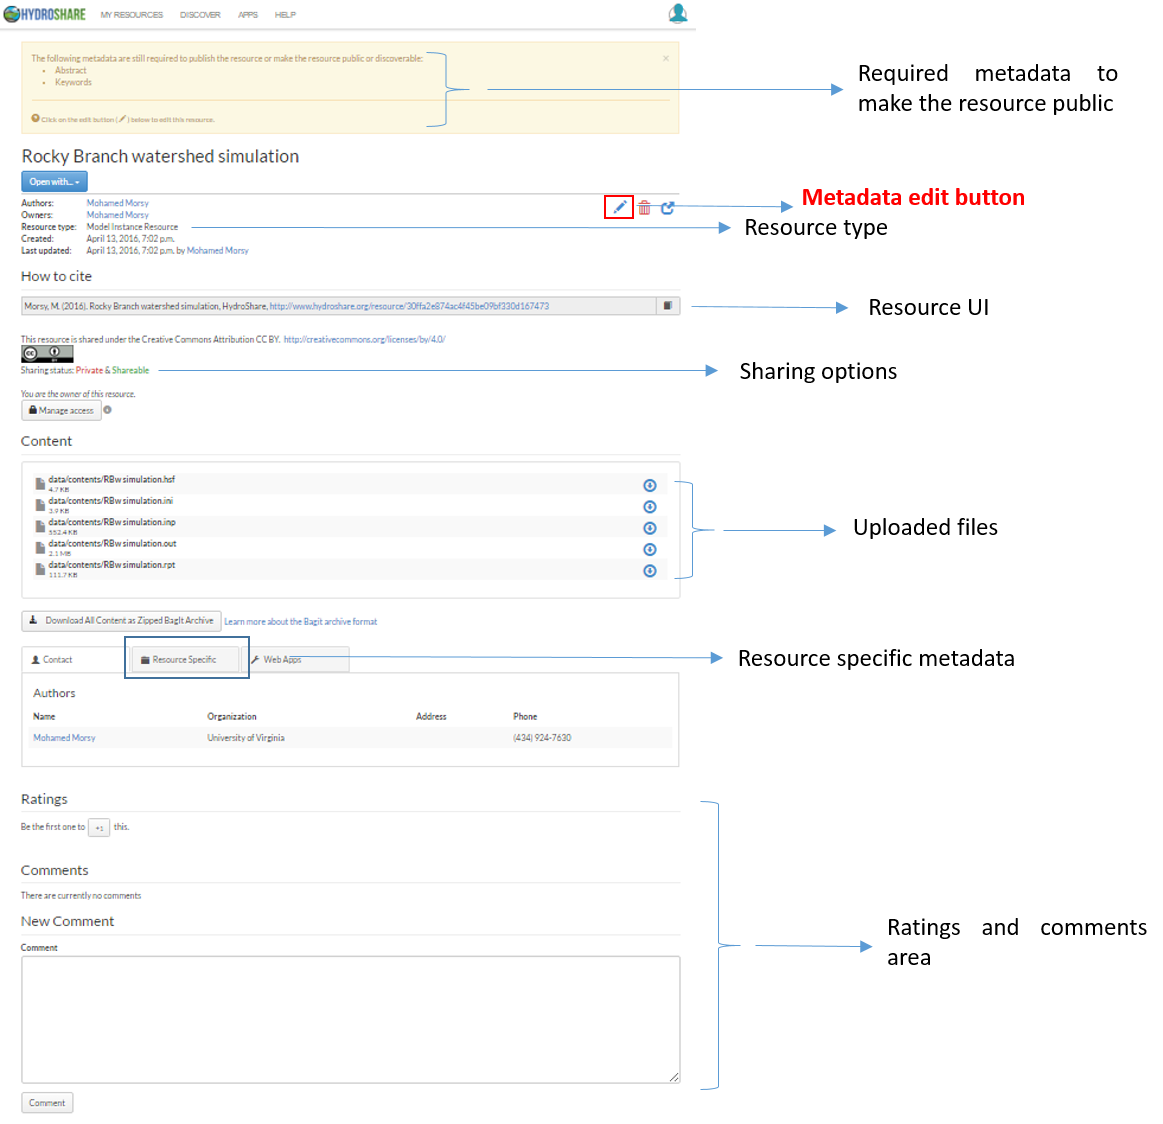 HYDROSHARE MY RESOURCES DISCOVER APPS HELP
The following metadata are still required to publish the resource or make the resource public or discoverable:
Abstract
Keywords
Click on the edit button ( ) below to edit this resource.
Required metadata to
make the resource public
Rocky Branch watershed simulation
Open with...
Authors: Mohamed Morsy
Owners: Mohamed Morsy
Resource type: Model Instance Resource
Created: April 13, 2016, 7:02 p.m.
Last updated: April 13, 2016, 7:02 p.m. by Mohamed Morsy
Metadata edit button
Resource type
How to cite
Morsy, M. (2016). Rocky Branch watershed simulation, HydroShare, http://www.hydroshare.org/resource/30ffa2e874ac4f45be09bf330d167473
Resource UI
This resource is shared under the Creative Commons Attribution CC BY. http://creativecommons.org/licenses/by/4.0/
cc
BY
Sharing status: Private & Shareable
Sharing options
You are the owner of this resource.
Manage access
Content
data/contents/RBw simulation.hsf
4.7 KB
data/contents/RBw simulation.ini
3.9 KB
data/contents/RBw simulation.inp
552.4 KB
data/contents/RBw simulation.out
2.1 MB
data/contents/RBw simulation.rpt
111.7 KB
Uploaded files
Download All Content as Zipped BagIt Archive Learn more about the BagIt archive format
Contact Resource Specific Web Apps
Resource specific metadata
Authors
Name Organization Address Phone
Mohamed Morsy University of Virginia (434) 924-7630
Ratings
Be the first one to +1 this.
Comments
There are currently no comments
New Comment
Comment
Ratings and comments
area
Comment